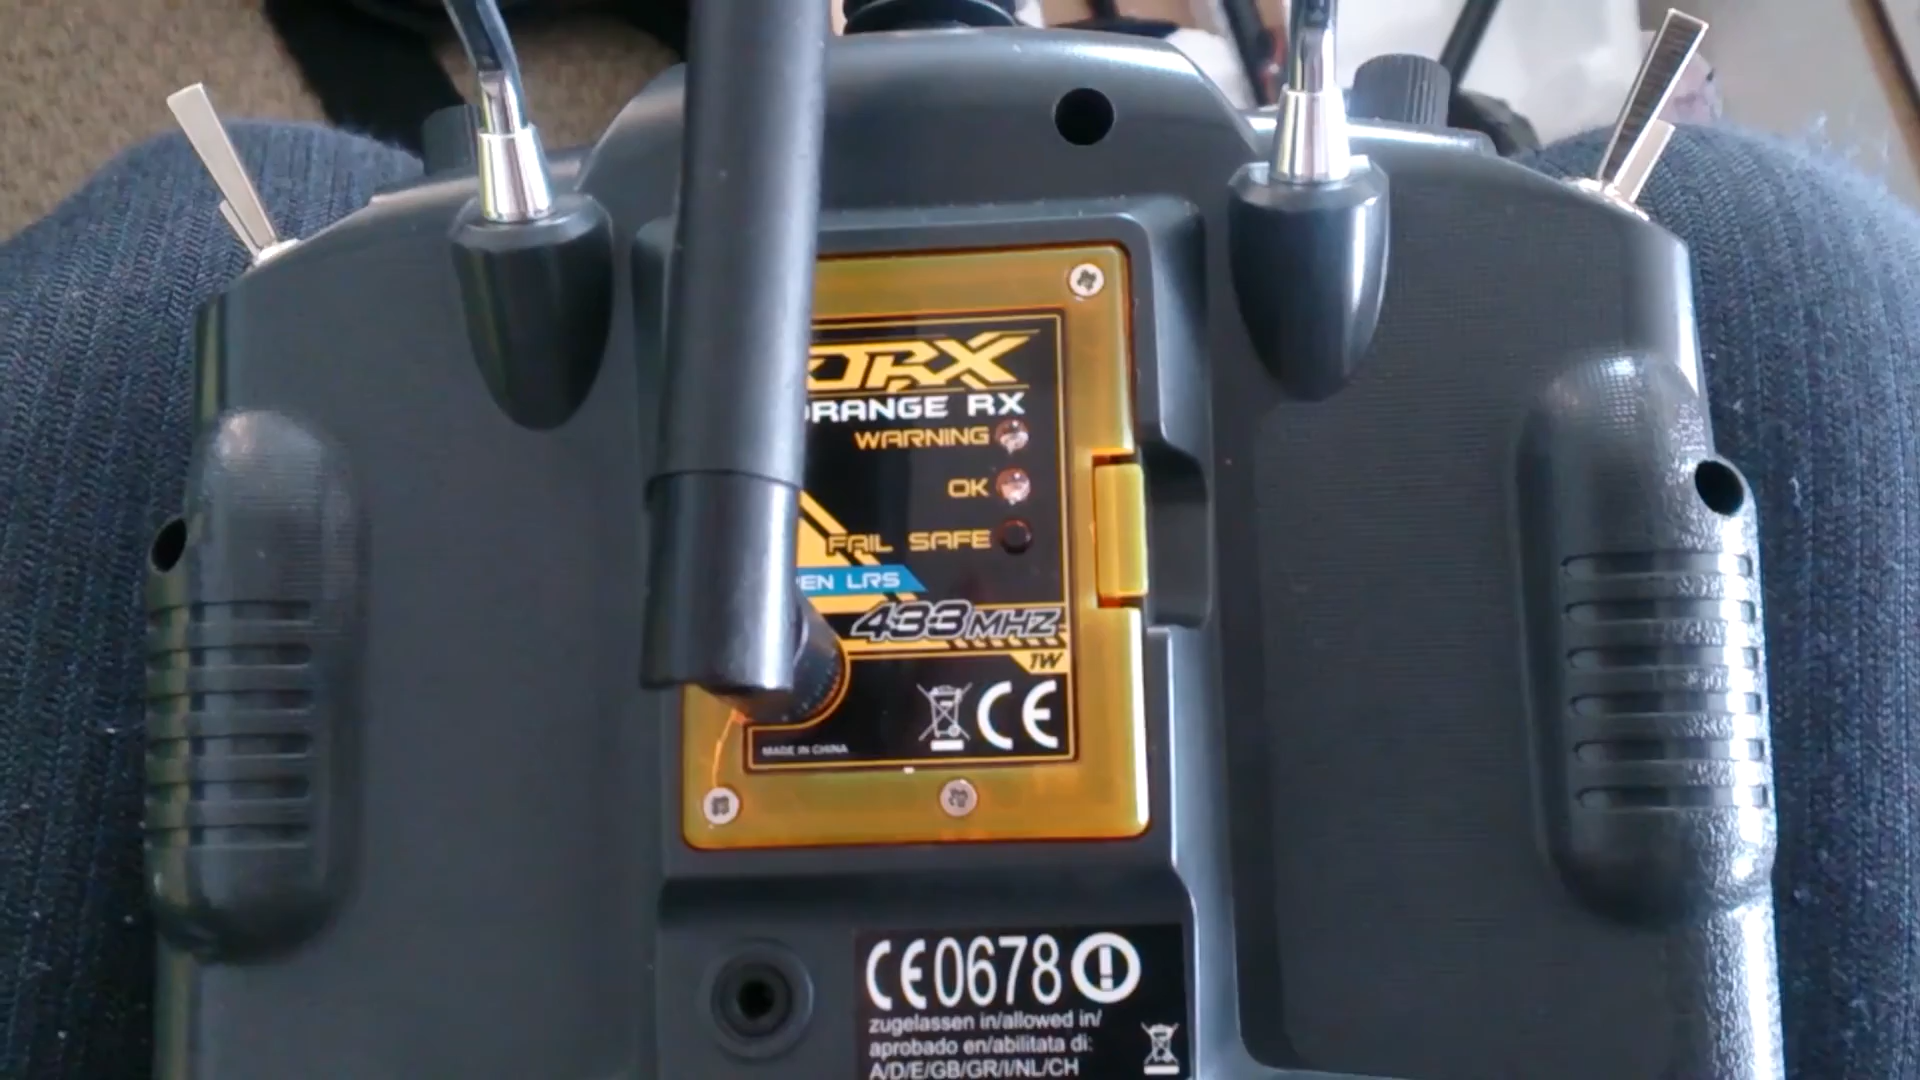 ORX
RANGE RX
WARNING
OK
FAIL SAFE
EN LRS
433MHZ
1W
CE
MADE IN CHINA
CE0678
zugelassen in/allowed in/
aprobado en/abilitata di:
A/D/E/GB/GR/I/NL/CH